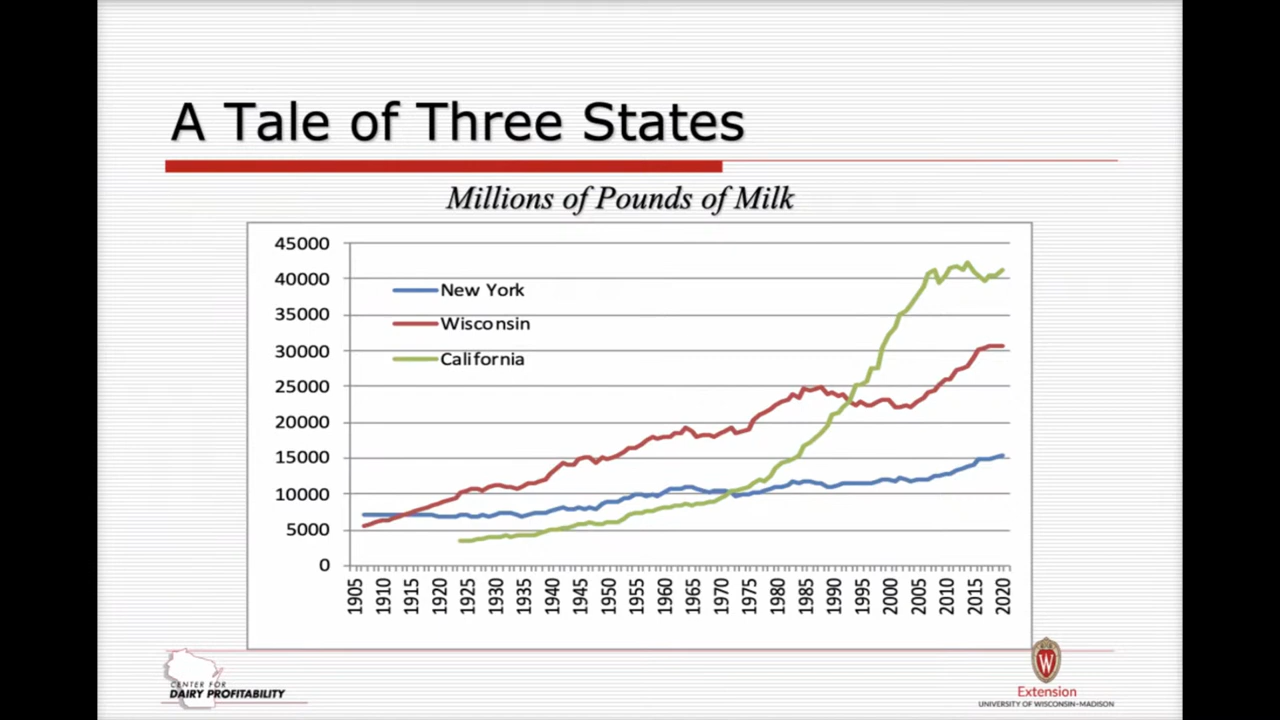 A Tale of Three States
Millions of Pounds of Milk
45000
40000
35000
30000
25000
20000
15000
10000
5000
0
New York
Wisconsin
California
1905 1910 1915 1920 1925 1930 1935 1940 1945 1950 1955 1960 1965 1970 1975 1980 1985 1990 1995 2000 2005 2010 2015 2020
CENTER FOR
DAIRY PROFITABILITY
W
Extension
UNIVERSITY OF WISCONSIN-MADISON